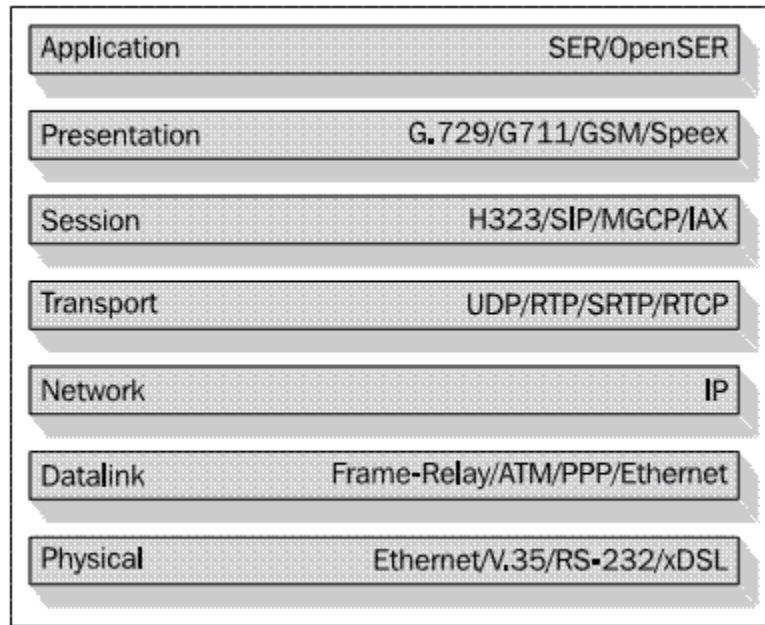 Application SER/OpenSER
Presentation G.729/G711/GSM/Speex
Session H323/SIP/MGCP/IAX
Transport UDP/RTP/SRTP/RTCP
Network IP
Datalink Frame-Relay/ATM/PPP/Ethernet
Physical Ethernet/V.35/RS-232/xDSL